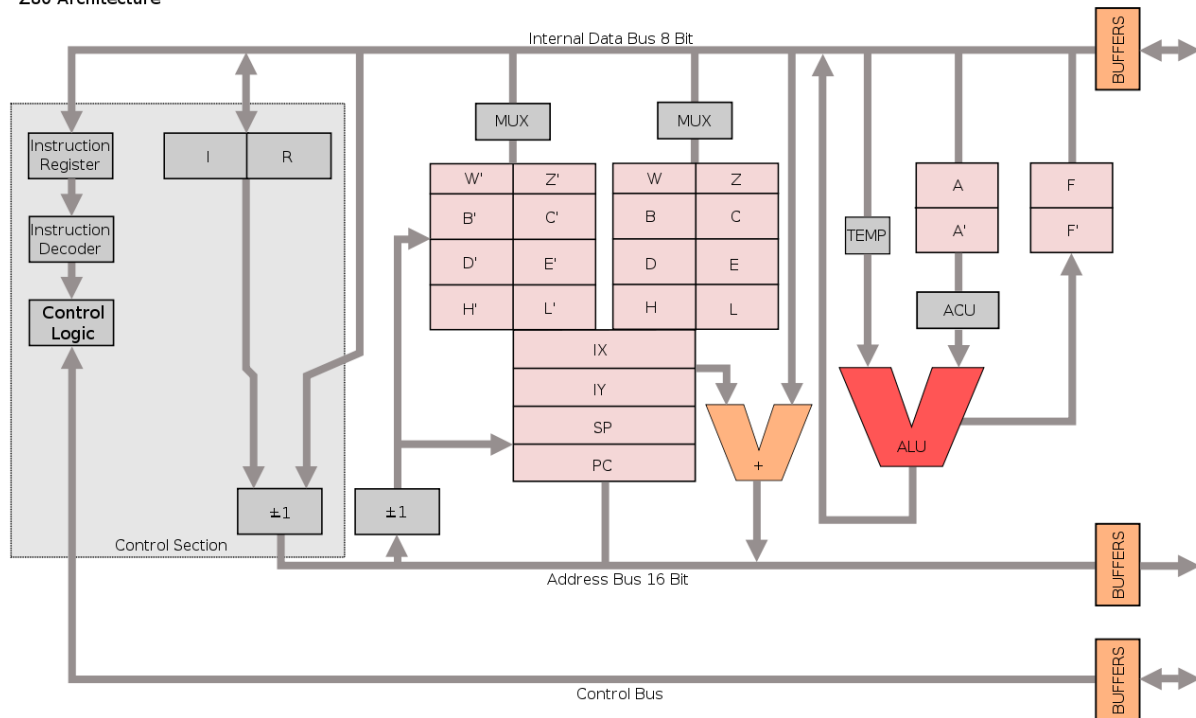 Z80 Architecture
Internal Data Bus 8 Bit
BUFFERS
MUX
MUX
Instruction
Register
I
R
W'
Z'
W
Z
A
F
B'
C'
B
C
Instruction
Decoder
TEMP
A'
F'
D'
E'
D
E
H'
L'
H
L
ACU
Control
Logic
IX
IY
SP
ALU
PC
+
±1
±1
Control Section
Address Bus 16 Bit
BUFFERS
Control Bus
BUFFERS